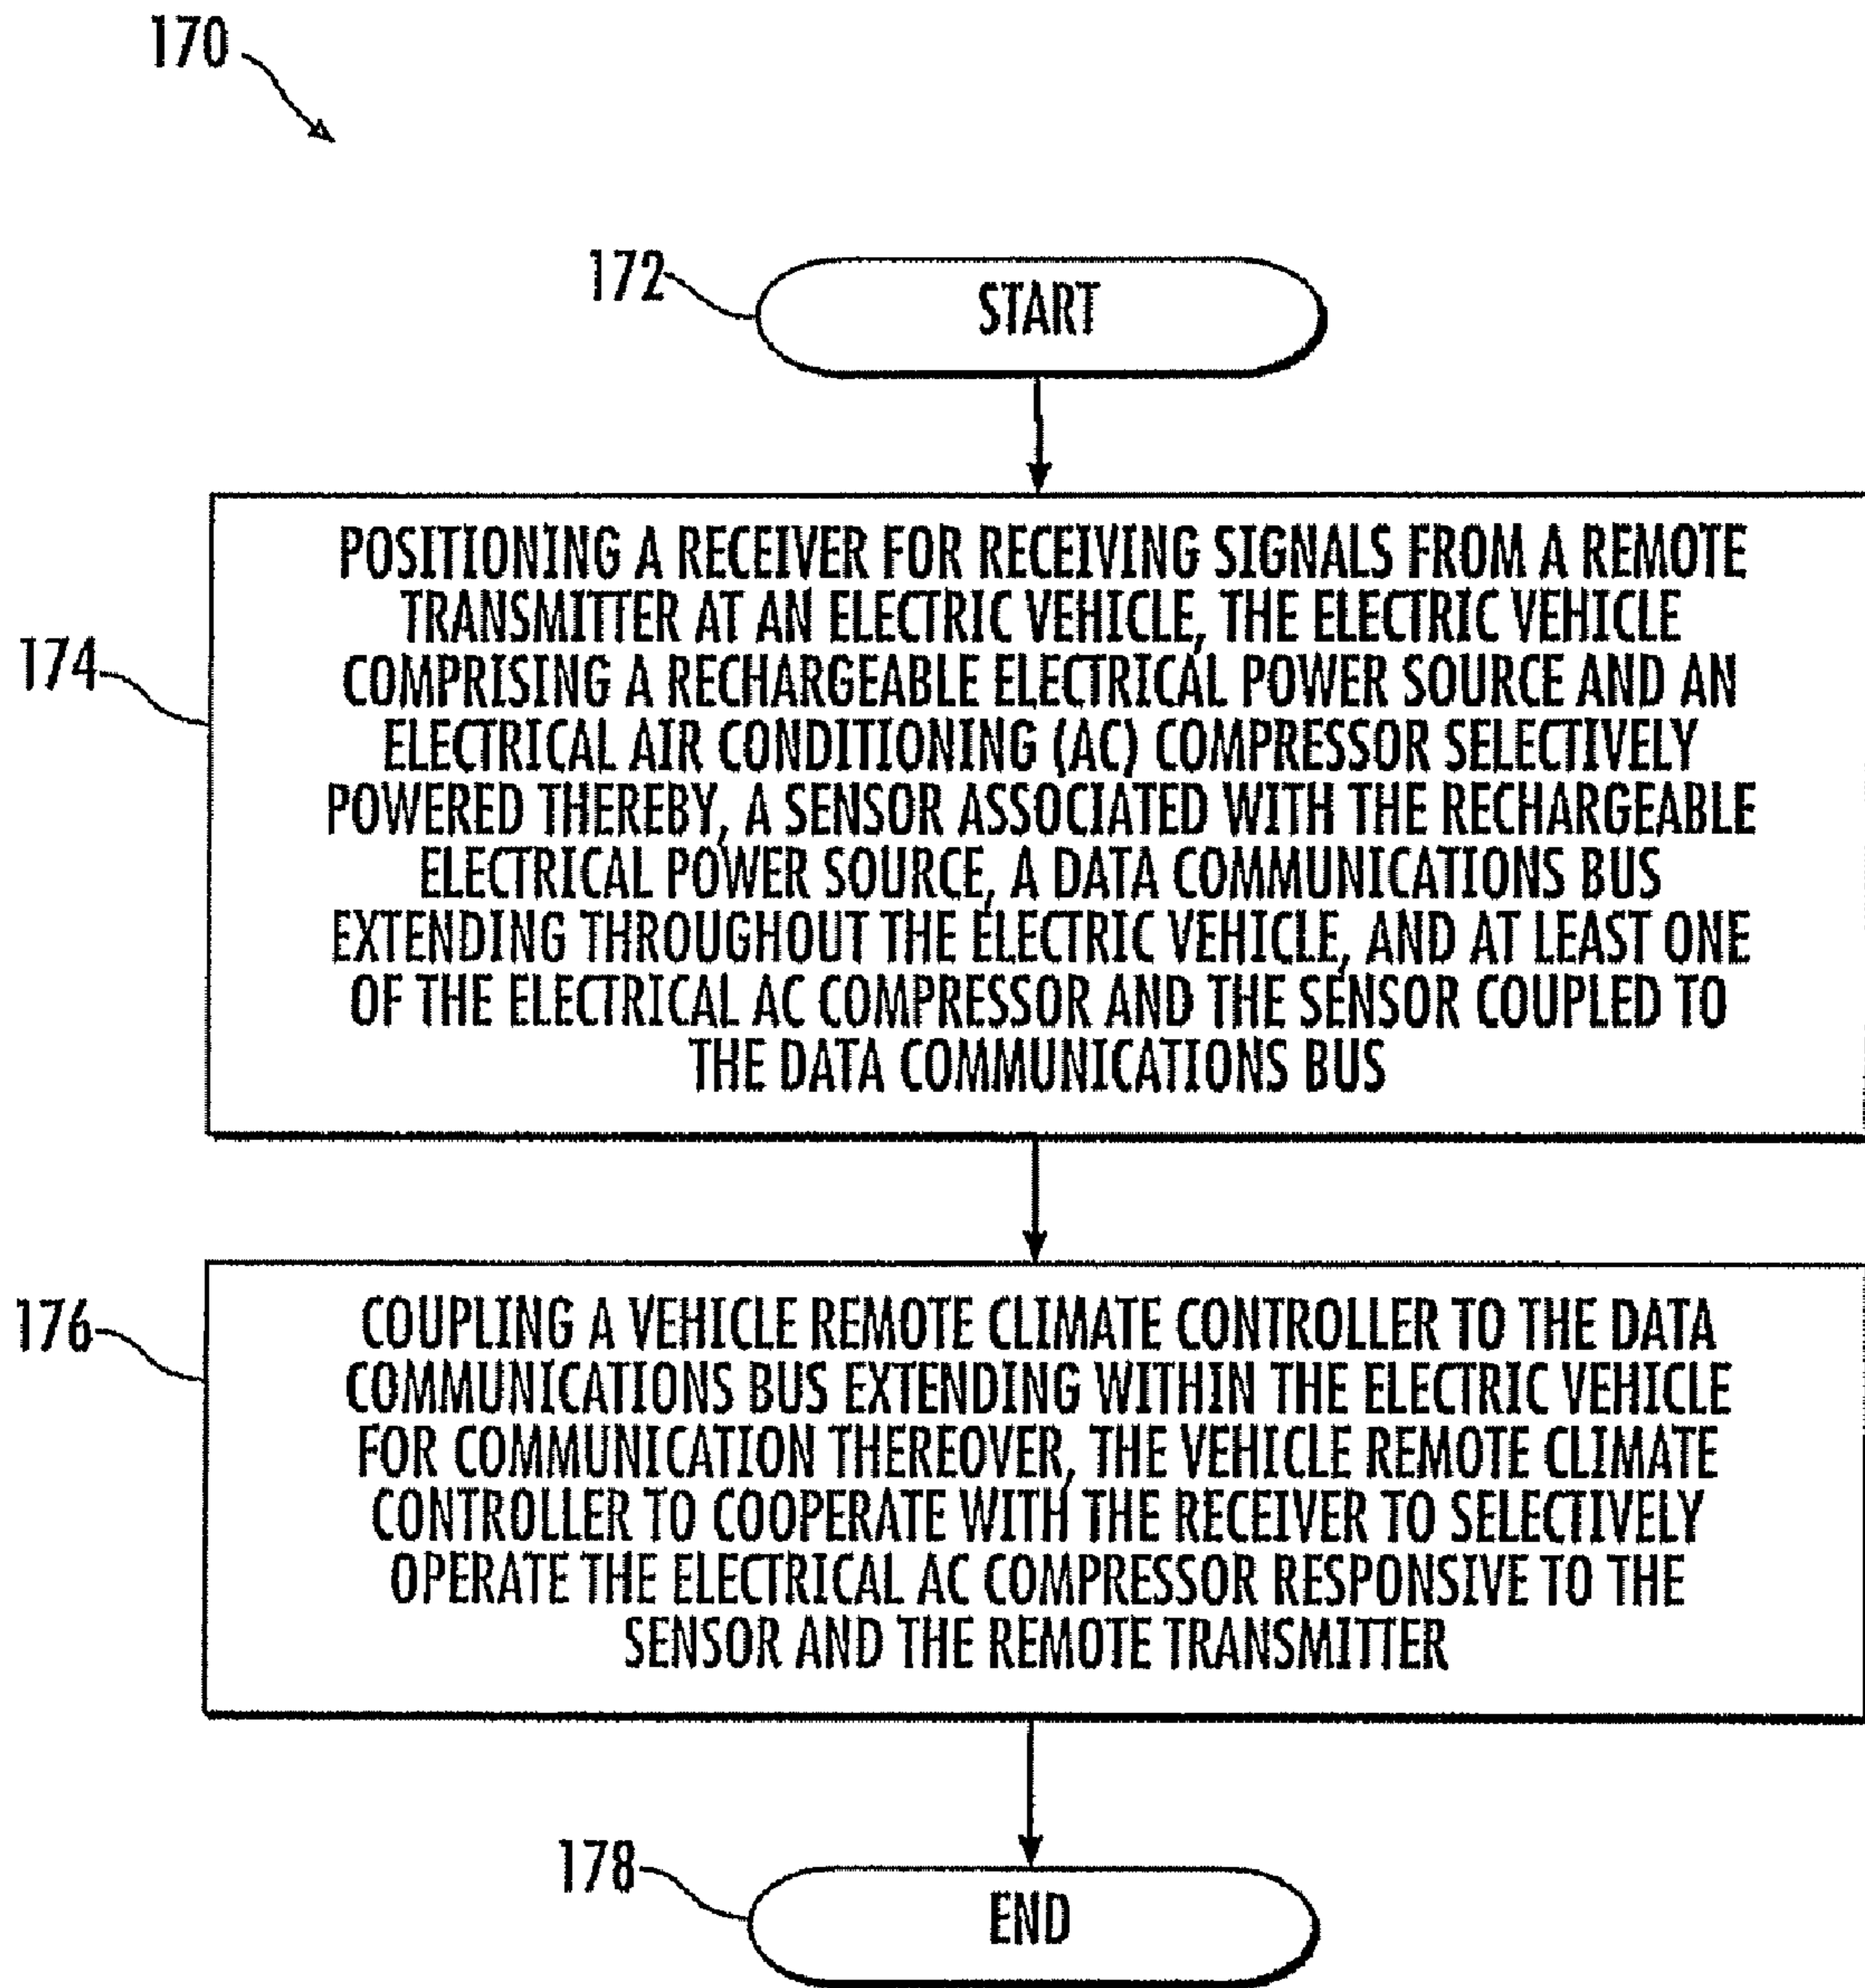 170
172
START
174
POSITIONING A RECEIVER FOR RECEIVING SIGNALS FROM A REMOTE
TRANSMITTER AT AN ELECTRIC VEHICLE, THE ELECTRIC VEHICLE
COMPRISING A RECHARGEABLE ELECTRICAL POWER SOURCE AND AN
ELECTRICAL AIR CONDITIONING (AC) COMPRESSOR SELECTIVELY
POWERED THEREBY, A SENSOR ASSOCIATED WITH THE RECHARGEABLE
ELECTRICAL POWER SOURCE, A DATA COMMUNICATIONS BUS
EXTENDING THROUGHOUT THE ELECTRIC VEHICLE, AND AT LEAST ONE
OF THE ELECTRICAL AC COMPRESSOR AND THE SENSOR COUPLED TO
THE DATA COMMUNICATIONS BUS
176
COUPLING A VEHICLE REMOTE CLIMATE CONTROLLER TO THE DATA
COMMUNICATIONS BUS EXTENDING WITHIN THE ELECTRIC VEHICLE
FOR COMMUNICATION THEREOVER, THE VEHICLE REMOTE CLIMATE
CONTROLLER TO COOPERATE WITH THE RECEIVER TO SELECTIVELY
OPERATE THE ELECTRICAL AC COMPRESSOR RESPONSIVE TO THE
SENSOR AND THE REMOTE TRANSMITTER
178
END